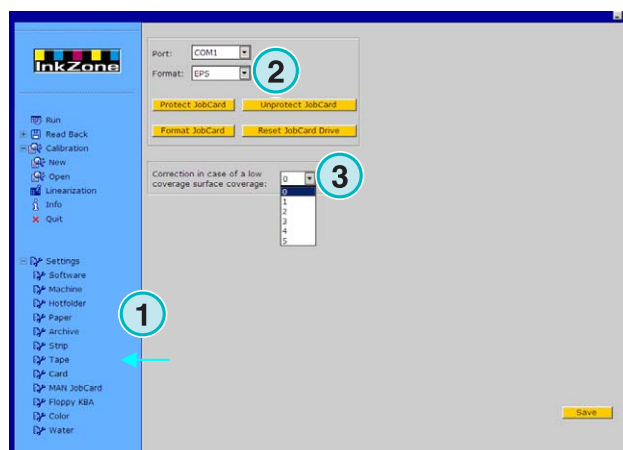 InkZone
Run
Read Back
Calibration
New
Open
Linearization
Info
Quit
Settings
Software
Machine
Hotfolder
Paper
Archive
Strip
Tape
Card
MAN JobCard
Floppy KBA
Color
Water
1
Port: COM1
Format: EPS
2
Protect JobCard Unprotect JobCard
Format JobCard Reset JobCard Drive
Correction in case of a low
coverage surface coverage: 0
3
0
1
2
3
4
5
Save